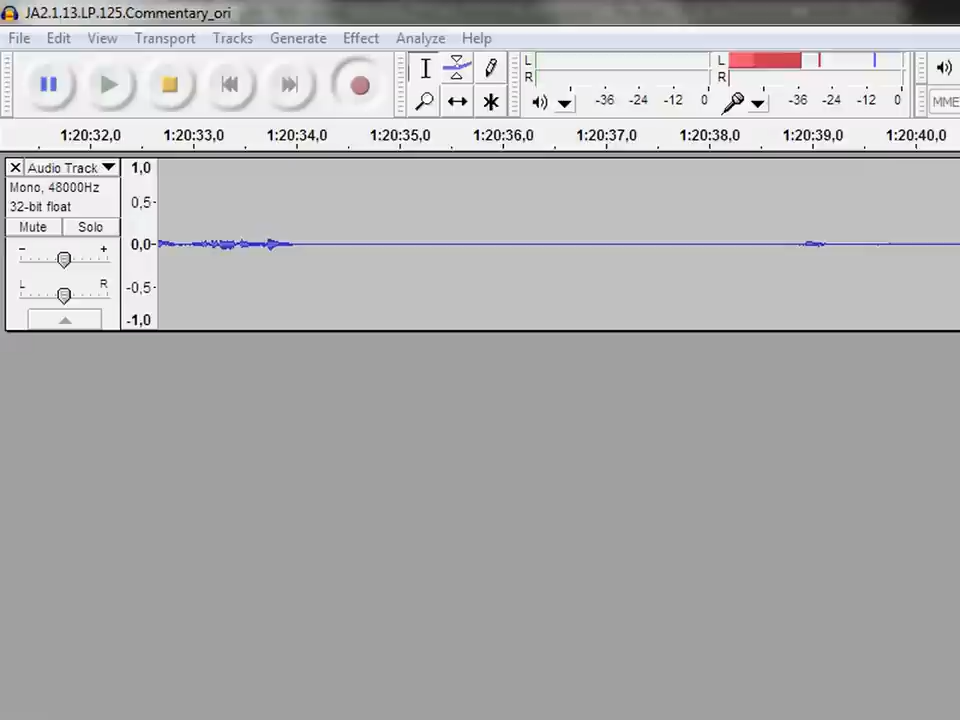 JA2.1.13.LP.125.Commentary_ori
File Edit View Transport Tracks Generate Effect Analyze Help
L
R
-36 -24 -12 0
L
R
-36 -24 -12 0
MME
1:20:32,0 1:20:33,0 1:20:34,0 1:20:35,0 1:20:36,0 1:20:37,0 1:20:38,0 1:20:39,0 1:20:40,0
X Audio Track
Mono, 48000Hz
32-bit float
Mute Solo
- +
L R
1,0
0,5-
0,0-
-0,5-
-1,0